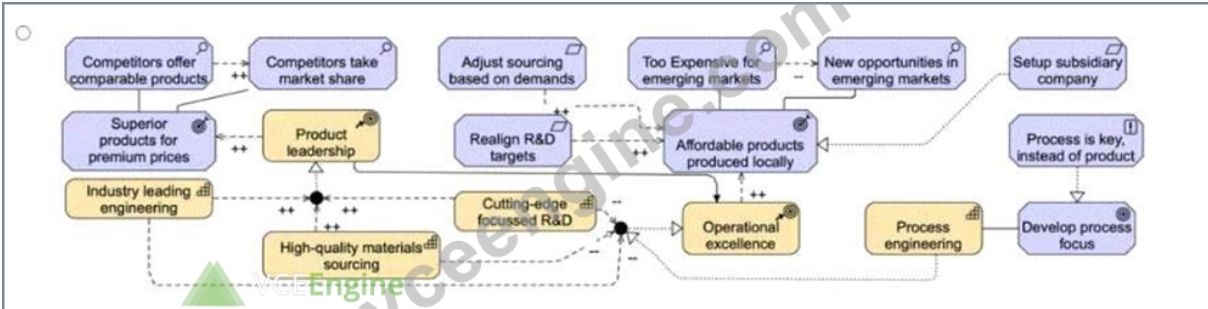 Competitors offer
comparable products
++
Competitors take
market share
Adjust sourcing
based on demands
Too Expensive for
emerging markets
--
New opportunities in
emerging markets
Setup subsidiary
company
Superior
products for
premium prices
++
Product
leadership
Realign R&D
targets
++
++
Affordable products
produced locally
Process is key,
instead of product
Industry leading
engineering
++
++
++
Cutting-edge
focussed R&D
--
++
Operational
excellence
Process
engineering
Develop process
focus
High-quality materials
sourcing
--
--
VCEEngine
vceengine.com